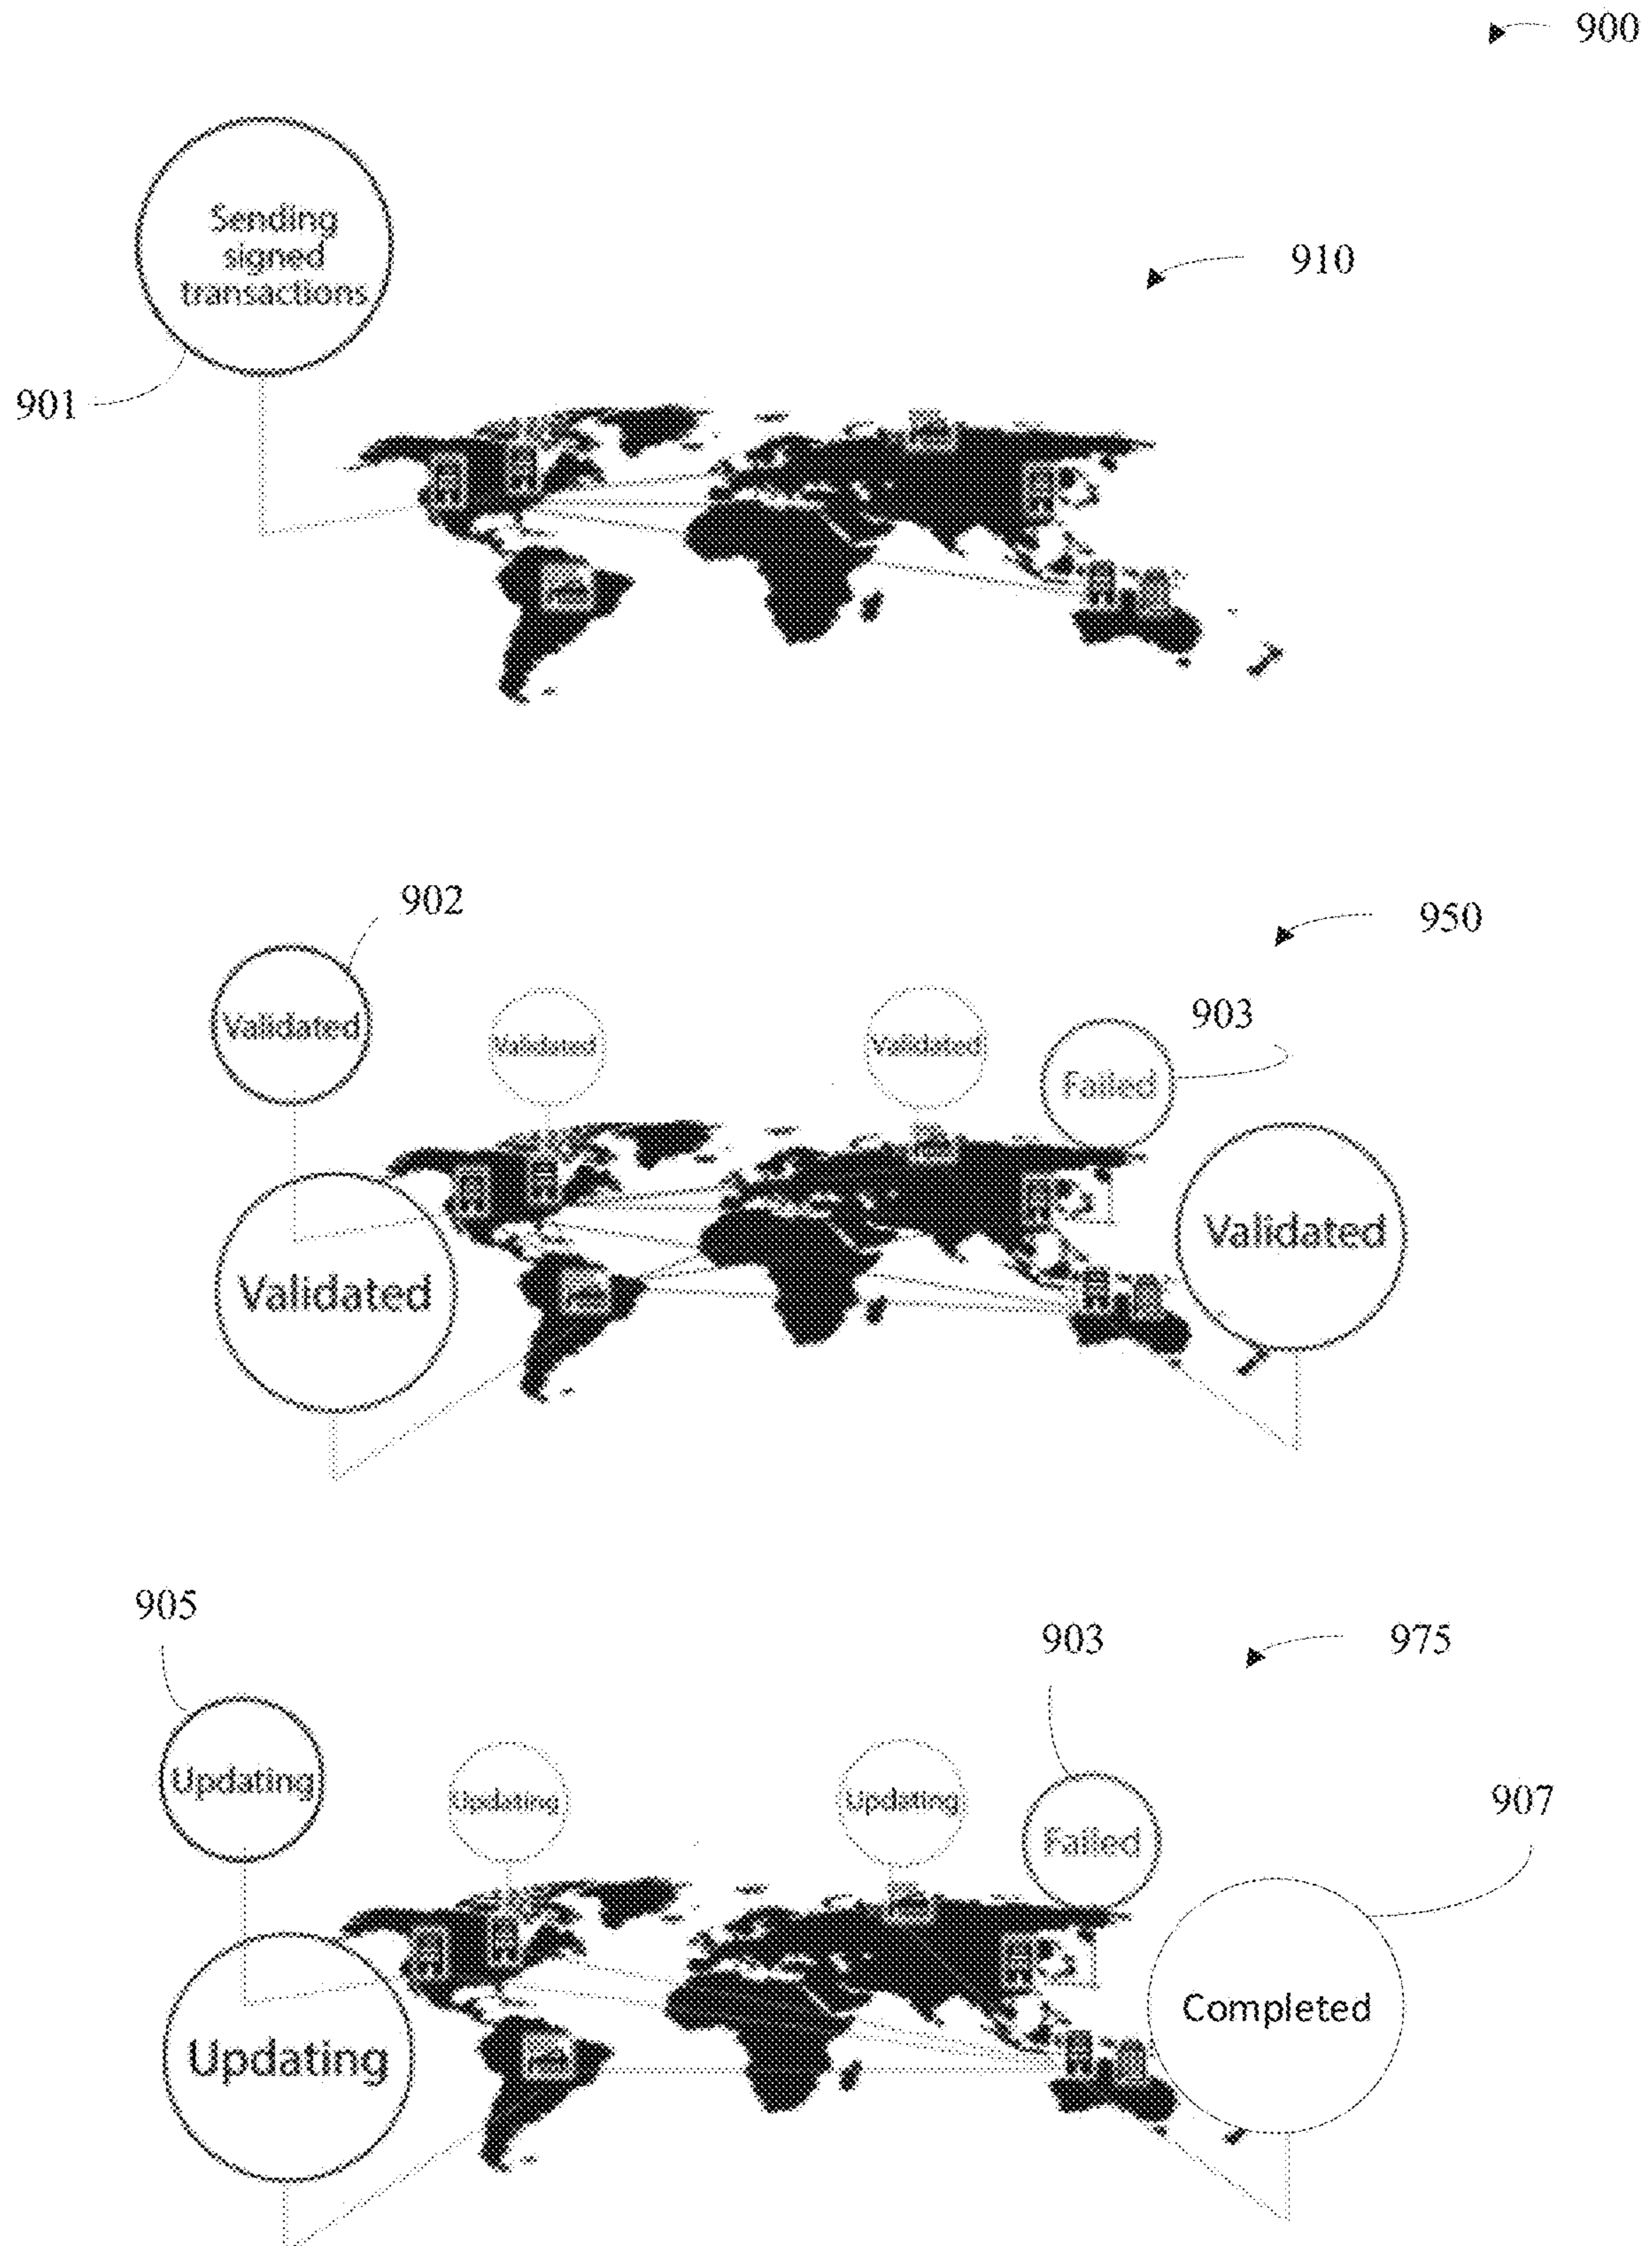 900
Sending
signed
transactions
910
901
902
950
903
Validated
Validated
Validated
Failed
Validated
Validated
905
903
975
907
Updating
Updating
Updating
Failed
Completed
Updating